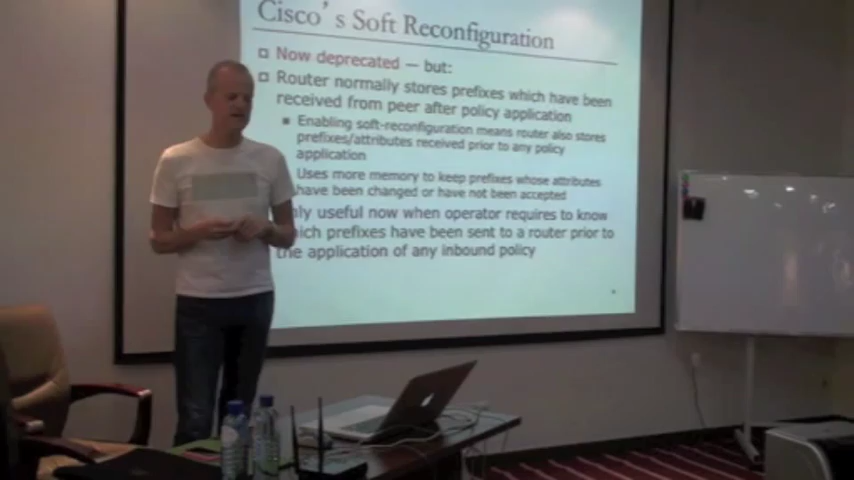 Cisco's Soft Reconfiguration
Now deprecated — but:
Router normally stores prefixes which have been
received from peer after policy application
Enabling soft-reconfiguration means router also stores
prefixes/attributes received prior to any policy
application
Uses more memory to keep prefixes whose attributes
have been changed or have not been accepted
nly useful now when operator requires to know
hich prefixes have been sent to a router prior to
the application of any inbound policy